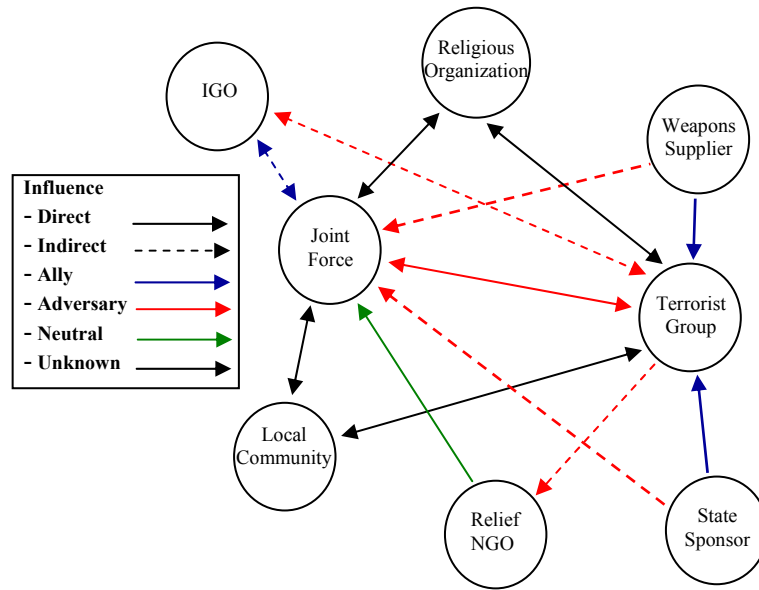 Religious
Organization
IGO
Weapons
Supplier
Influence
- Direct
- Indirect
- Ally
- Adversary
- Neutral
- Unknown
Joint
Force
Terrorist
Group
Local
Community
Relief
NGO
State
Sponsor